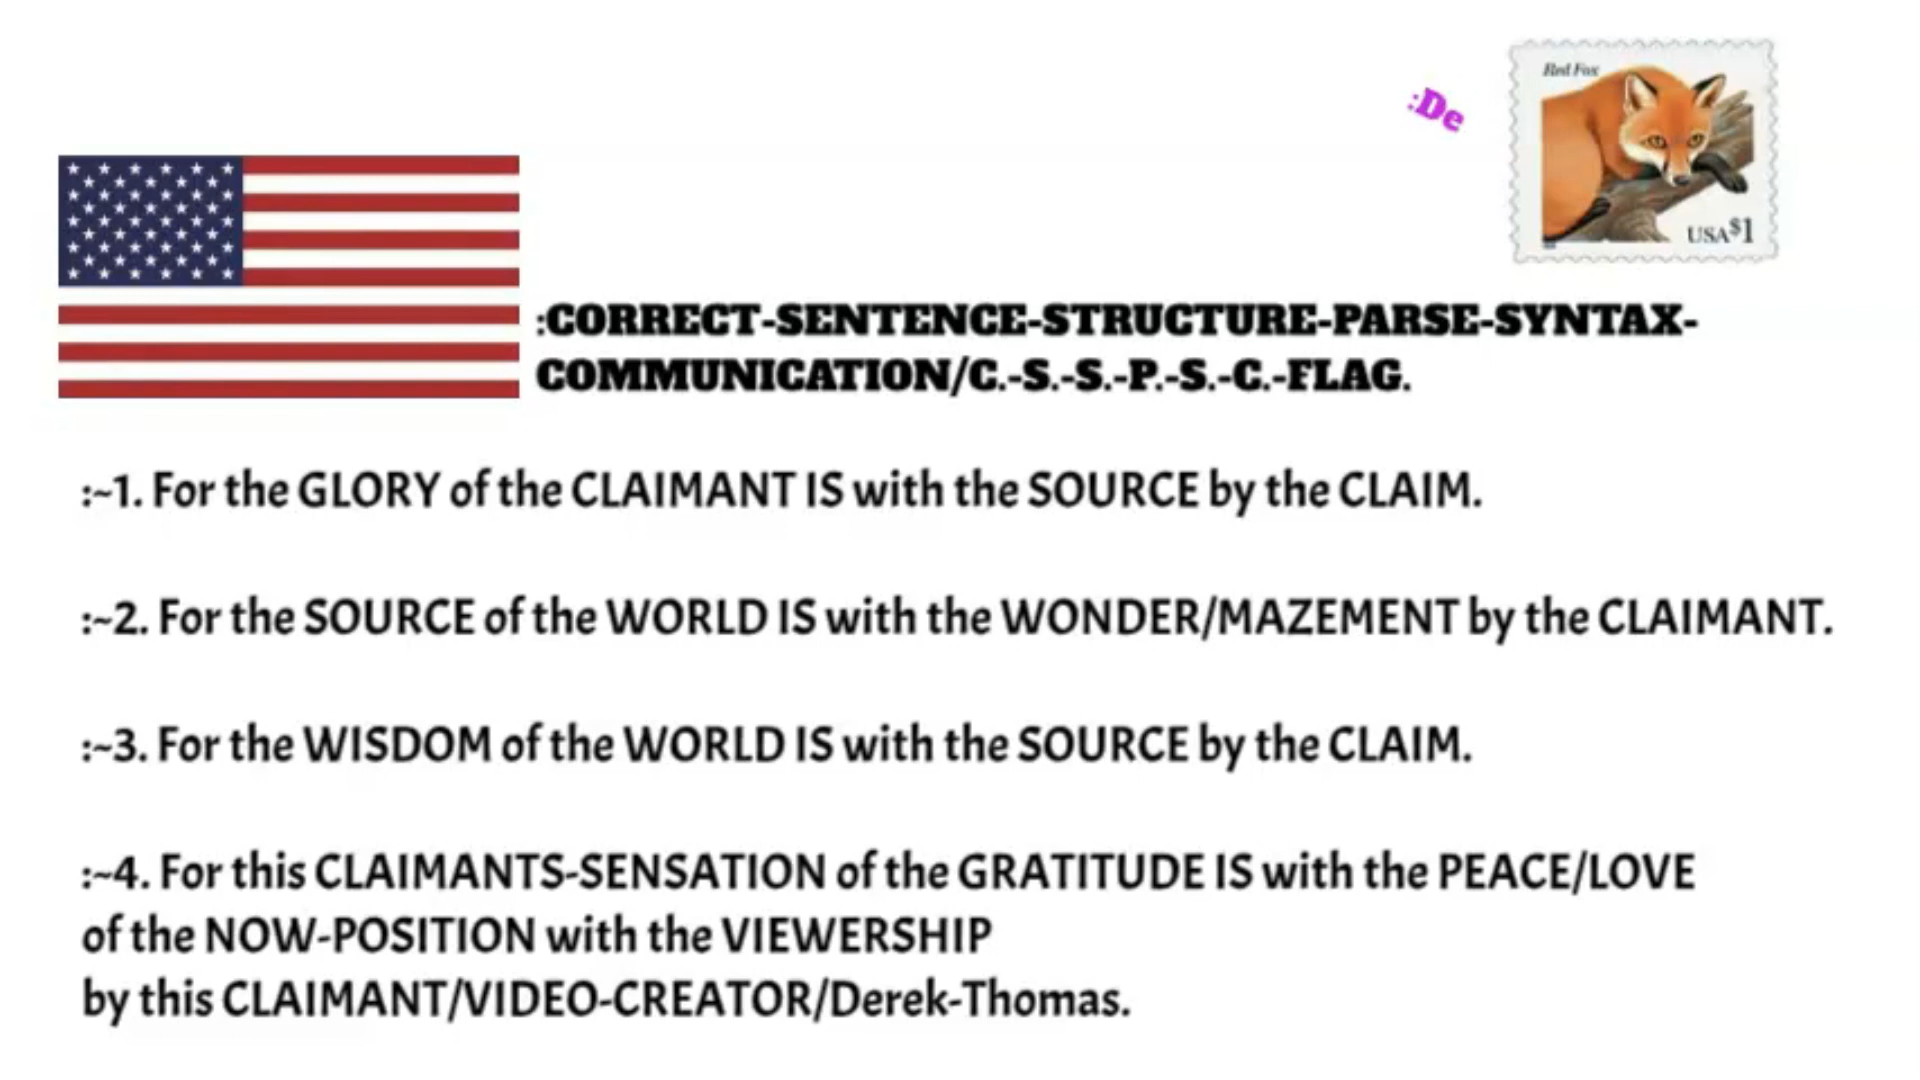 :De
Red Fox
USA$1
:CORRECT-SENTENCE-STRUCTURE-PARSE-SYNTAX-
COMMUNICATION/C.-S.-S.-P.-S.-C.-FLAG.
:~1. For the GLORY of the CLAIMANT IS with the SOURCE by the CLAIM.
:~2. For the SOURCE of the WORLD IS with the WONDER/MAZEMENT by the CLAIMANT.
:~3. For the WISDOM of the WORLD IS with the SOURCE by the CLAIM.
:~4. For this CLAIMANTS-SENSATION of the GRATITUDE IS with the PEACE/LOVE
of the NOW-POSITION with the VIEWERSHIP
by this CLAIMANT/VIDEO-CREATOR/Derek-Thomas.